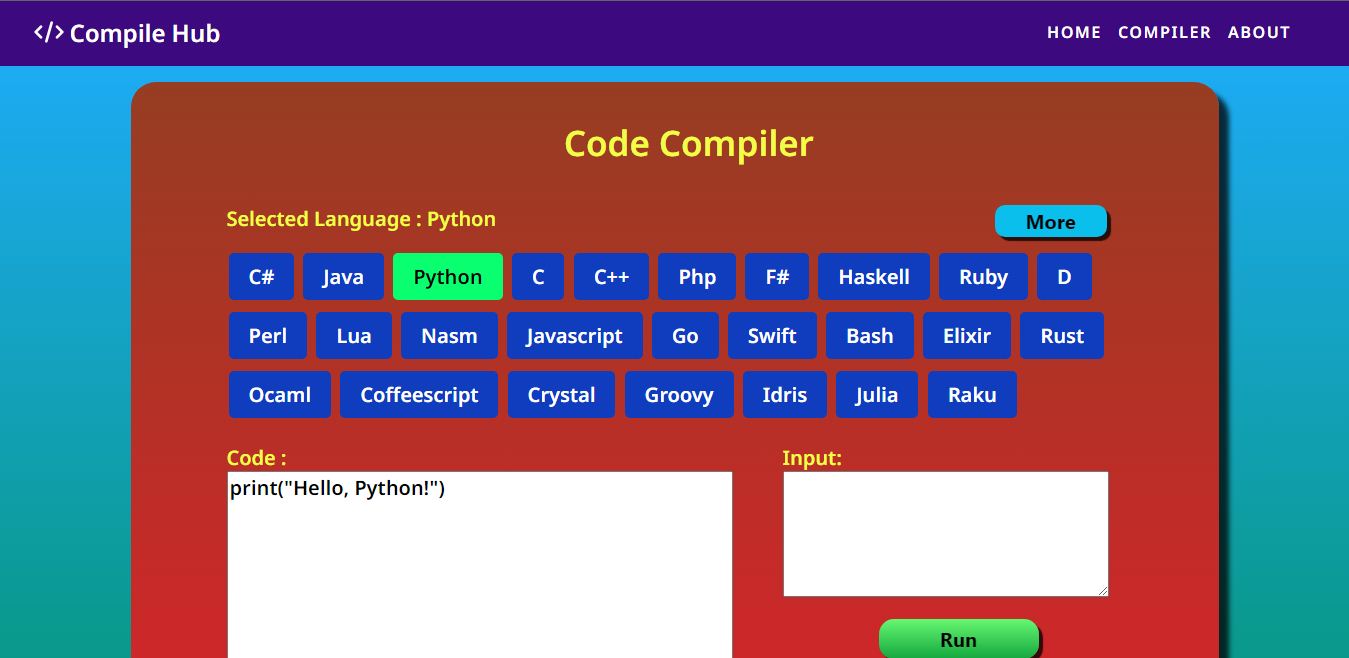 </> Compile Hub HOME COMPILER ABOUT
Code Compiler
Selected Language : Python More
C# Java Python C C++ Php F# Haskell Ruby D
Perl Lua Nasm Javascript Go Swift Bash Elixir Rust
Ocaml Coffeescript Crystal Groovy Idris Julia Raku
Code : Input:
print("Hello, Python!")
Run